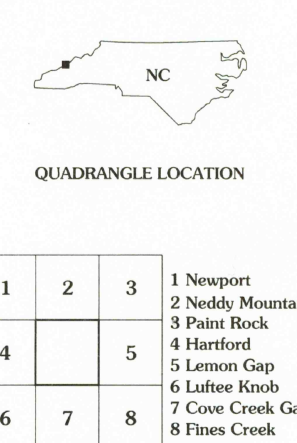 NC
QUADRANGLE LOCATION
1 2 3
4 5
6 7 8
1 Newport
2 Neddy Mounta
3 Paint Rock
4 Hartford
5 Lemon Gap
6 Luftee Knob
7 Cove Creek Ga
8 Fines Creek